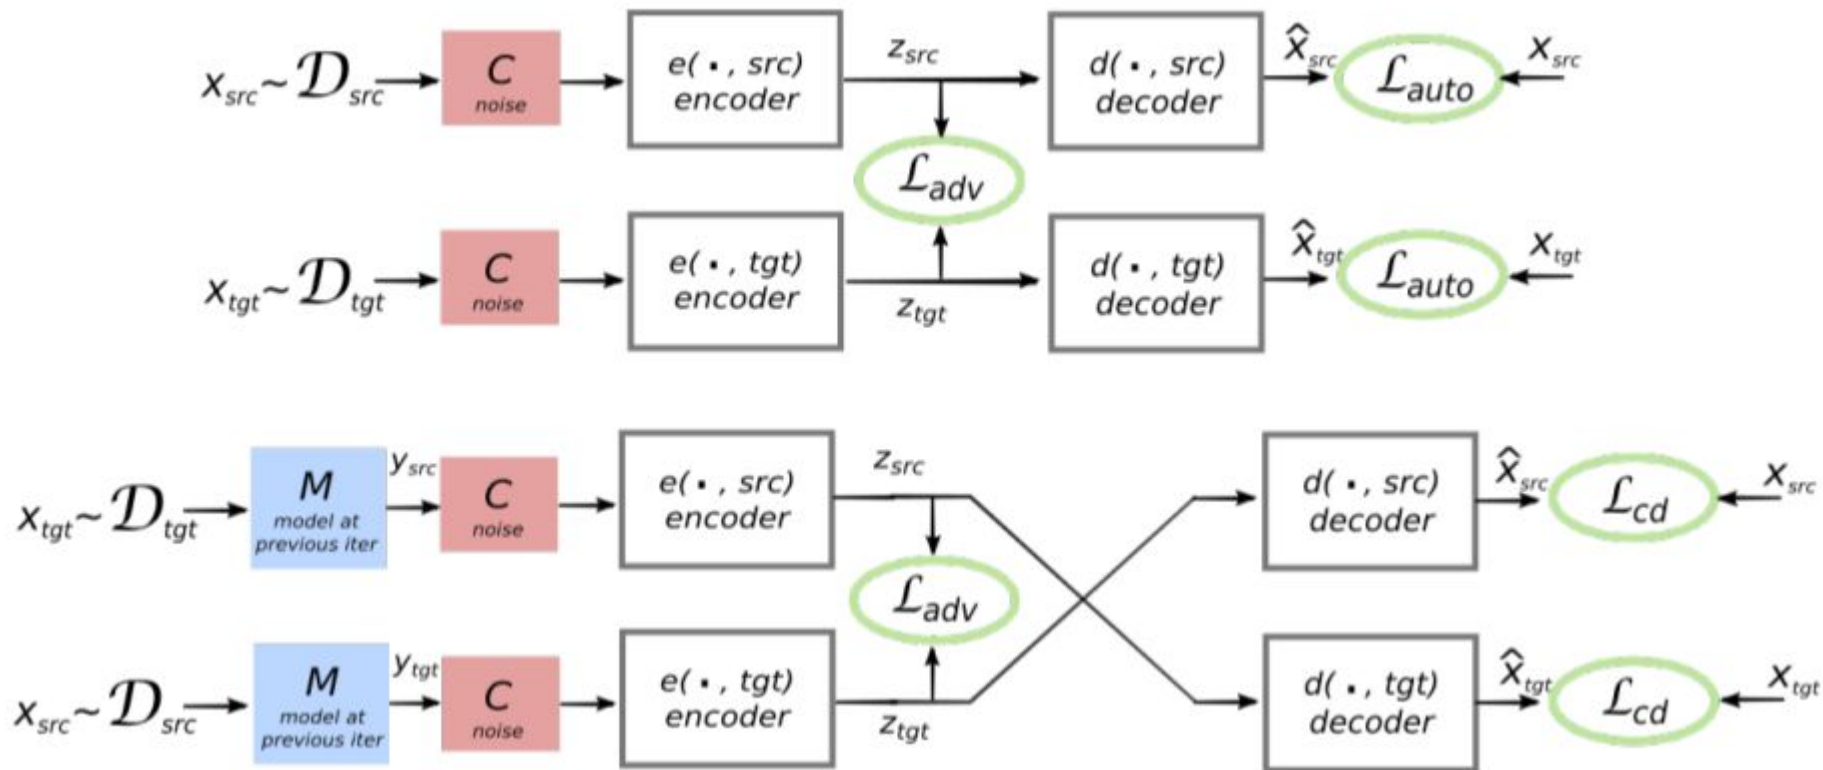 x_src ~ D_src
C
noise
e(·, src)
encoder
z_src
d(·, src)
decoder
x̂_src
L_auto
x_src
L_adv
x_tgt ~ D_tgt
C
noise
e(·, tgt)
encoder
z_tgt
d(·, tgt)
decoder
x̂_tgt
L_auto
x_tgt
x_tgt ~ D_tgt
M
model at
previous iter
y_src
C
noise
e(·, src)
encoder
z_src
d(·, src)
decoder
x̂_src
L_cd
x_src
L_adv
x_src ~ D_src
M
model at
previous iter
y_tgt
C
noise
e(·, tgt)
encoder
z_tgt
d(·, tgt)
decoder
x̂_tgt
L_cd
x_tgt